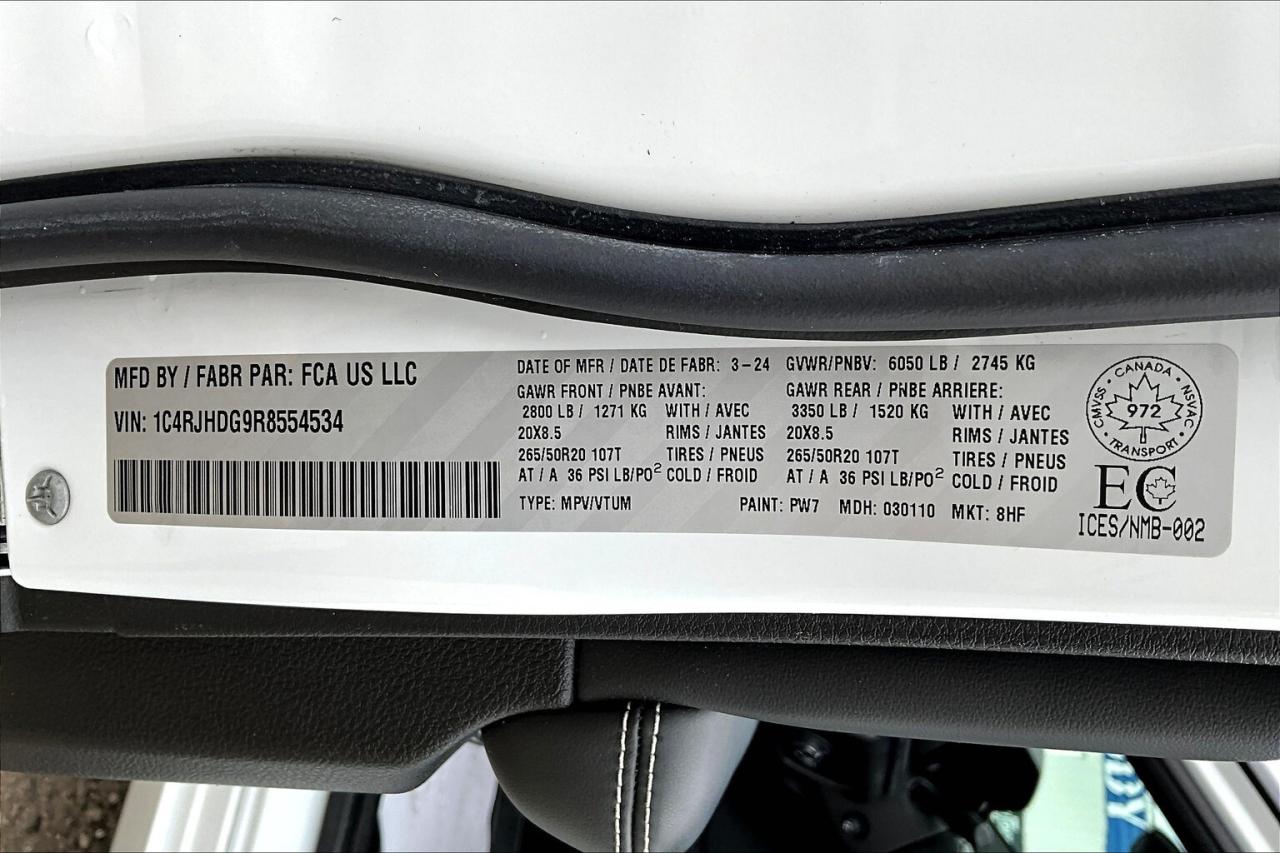 MFD BY / FABR PAR: FCA US LLC
VIN: 1C4RJHDG9R8554534
DATE OF MFR / DATE DE FABR: 3-24 GVWR/PNBV: 6050 LB / 2745 KG
GAWR FRONT / PNBE AVANT: GAWR REAR / PNBE ARRIERE:
2800 LB / 1271 KG WITH / AVEC 3350 LB / 1520 KG WITH / AVEC
20X8.5 RIMS / JANTES 20X8.5 RIMS / JANTES
265/50R20 107T TIRES / PNEUS 265/50R20 107T TIRES / PNEUS
AT / A 36 PSI LB/PO² COLD / FROID AT / A 36 PSI LB/PO² COLD / FROID
TYPE: MPV/VTUM PAINT: PW7 MDH: 030110 MKT: 8HF
CANADA
CMVSS 972 NSVAC
TRANSPORT
EC
ICES/NMB-002
BY